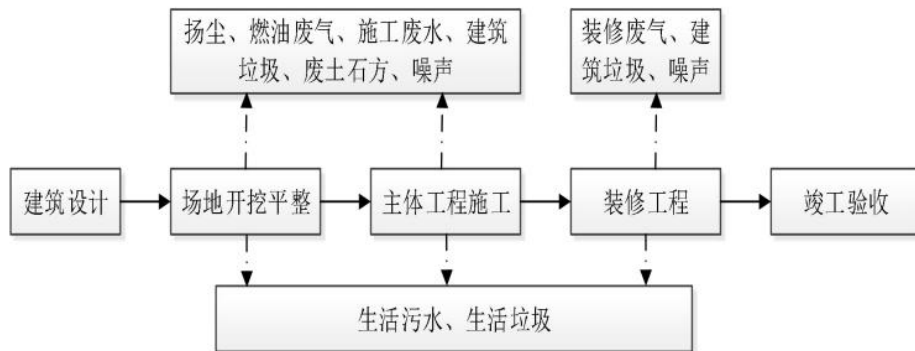 扬尘、燃油废气、施工废水、建筑
垃圾、废土石方、噪声
装修废气、建
筑垃圾、噪声
建筑设计
场地开挖平整
主体工程施工
装修工程
竣工验收
生活污水、生活垃圾